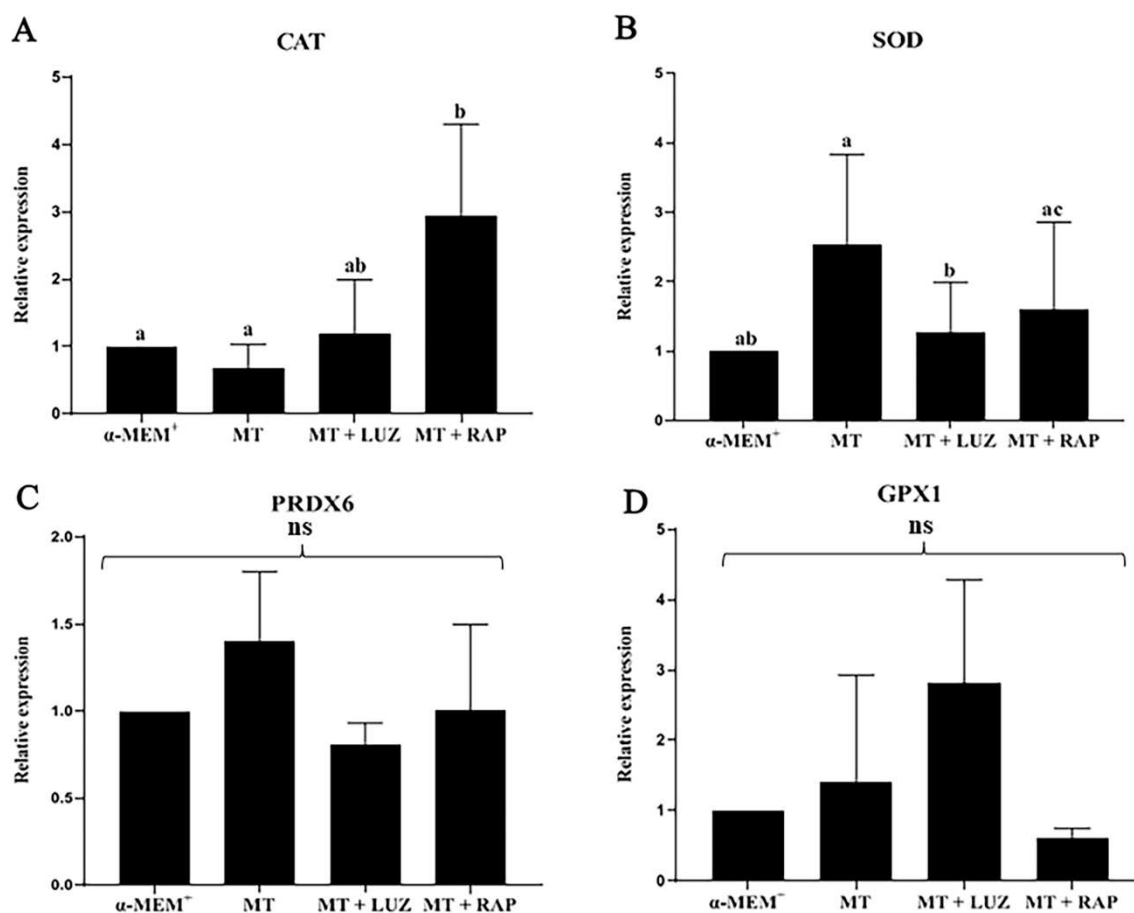 A
CAT
Relative expression
5
4
3
2
1
0
a
a
ab
b
α-MEM⁺
MT
MT + LUZ
MT + RAP
B
SOD
Relative expression
5
4
3
2
1
0
ab
a
b
ac
α-MEM⁺
MT
MT + LUZ
MT + RAP
C
PRDX6
ns
Relative expression
2.0
1.5
1.0
0.5
0.0
α-MEM⁺
MT
MT + LUZ
MT + RAP
D
GPX1
ns
Relative expression
5
4
3
2
1
0
α-MEM⁺
MT
MT + LUZ
MT + RAP